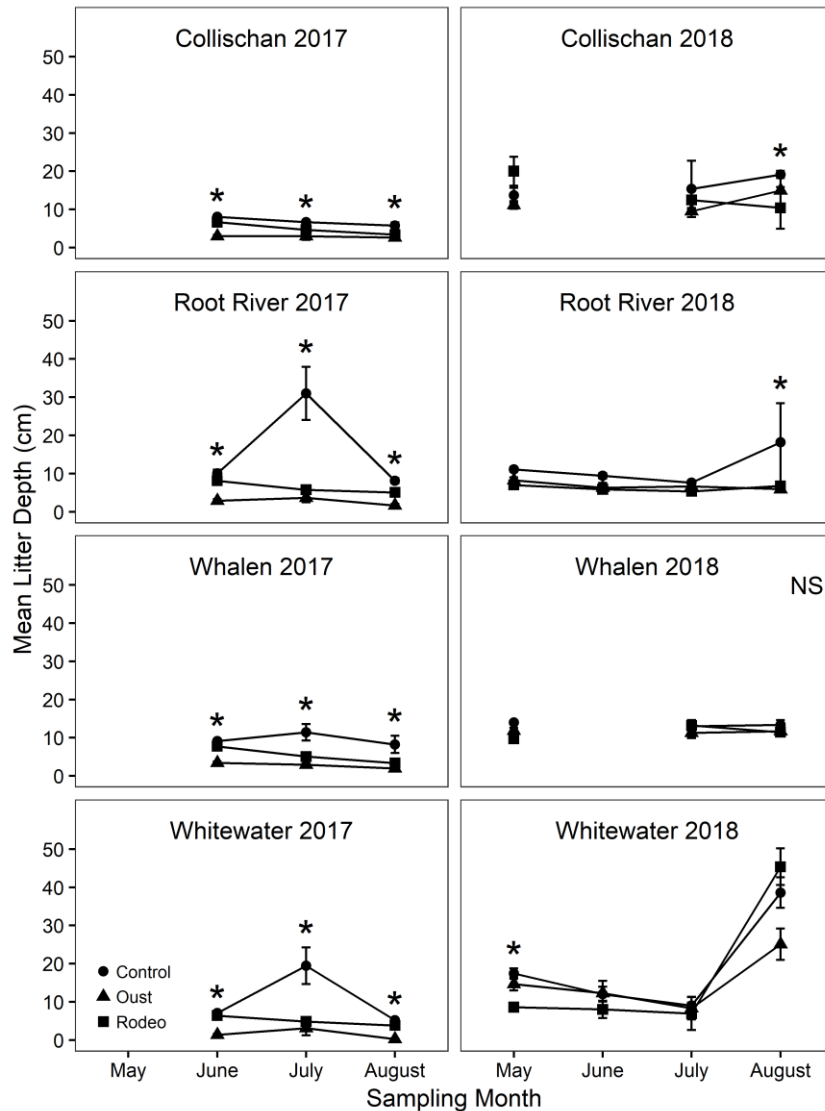 Collischan 2017
Collischan 2018
50
40
30
20
10
0
* * *
*
Root River 2017
Root River 2018
50
40
30
20
10
0
* * *
*
Mean Litter Depth (cm)
Whalen 2017
Whalen 2018
NS
50
40
30
20
10
0
* * *
Whitewater 2017
Whitewater 2018
50
40
30
20
10
0
* * *
*
Control
Oust
Rodeo
May June July August
May June July August
Sampling Month